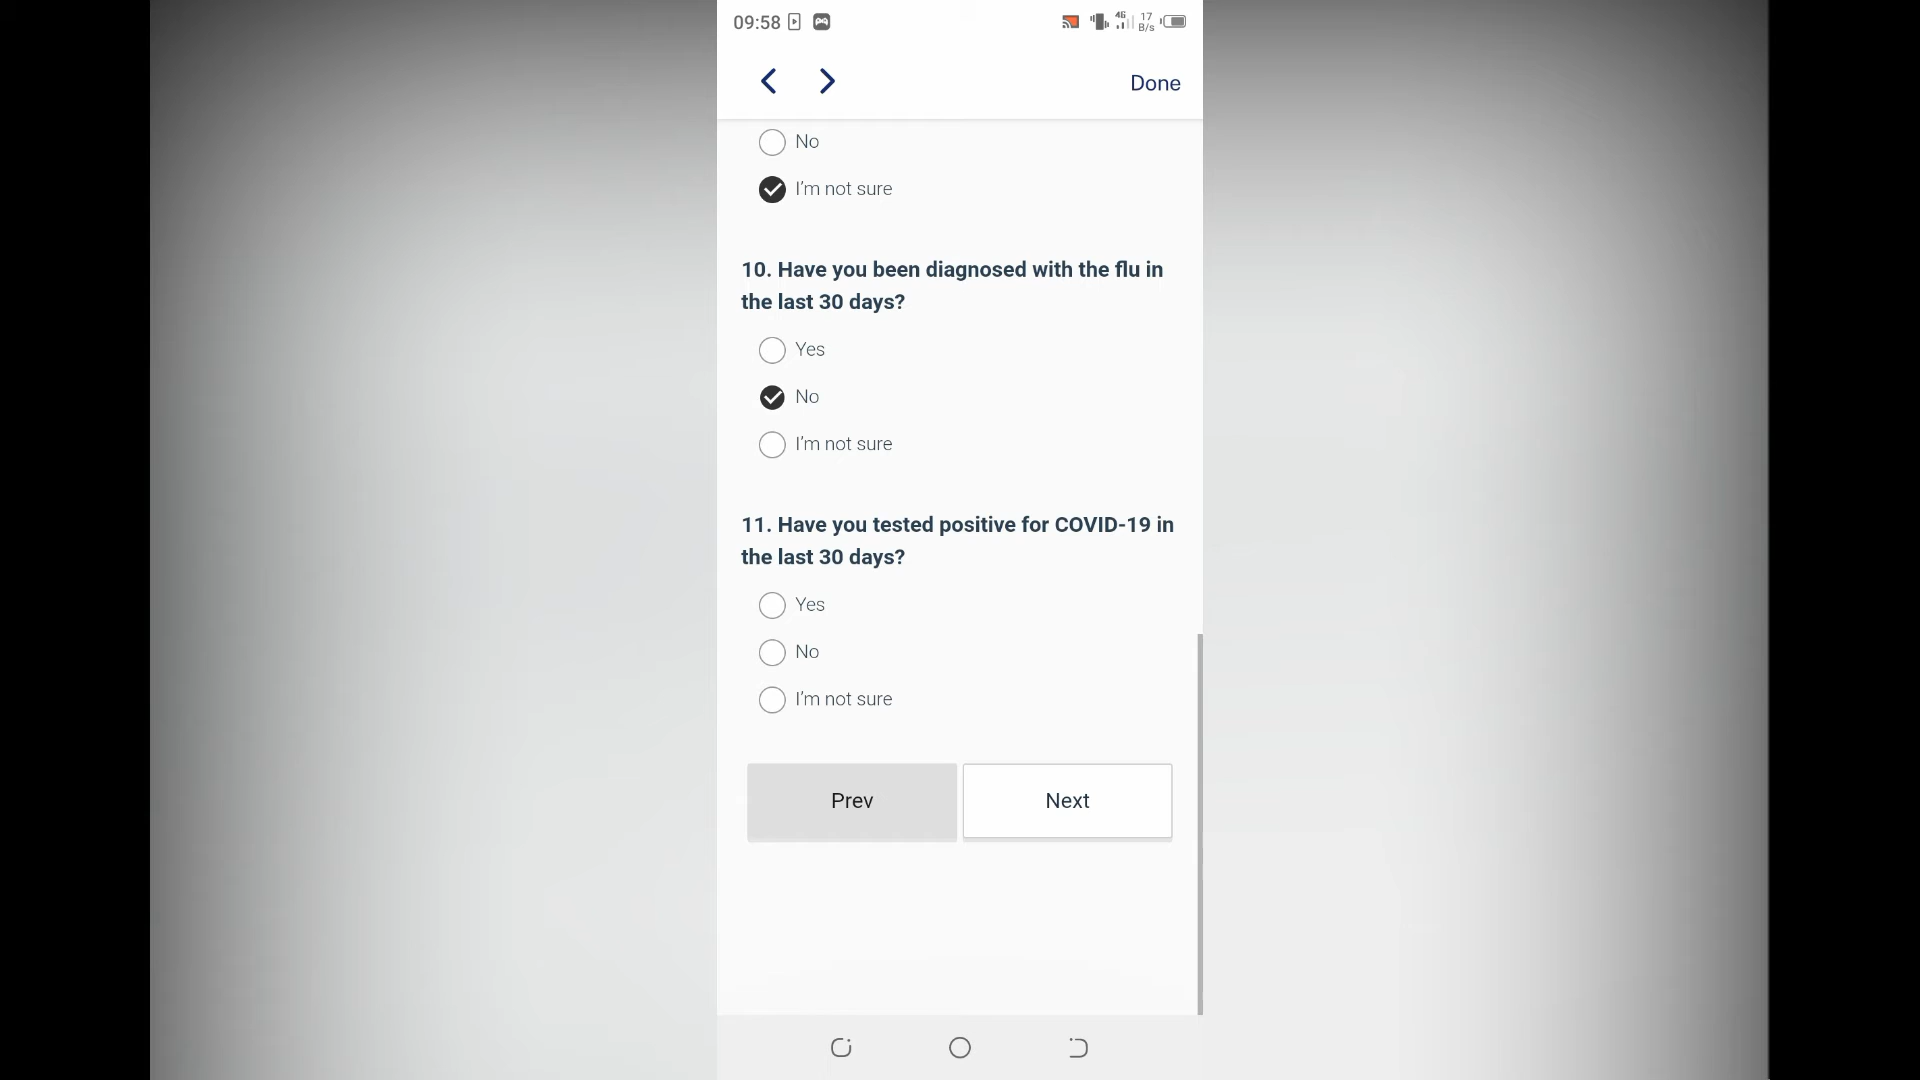 09:58 4G 17 B/s
Done
No
I'm not sure
10. Have you been diagnosed with the flu in
the last 30 days?
Yes
No
I'm not sure
11. Have you tested positive for COVID-19 in
the last 30 days?
Yes
No
I'm not sure
Prev Next